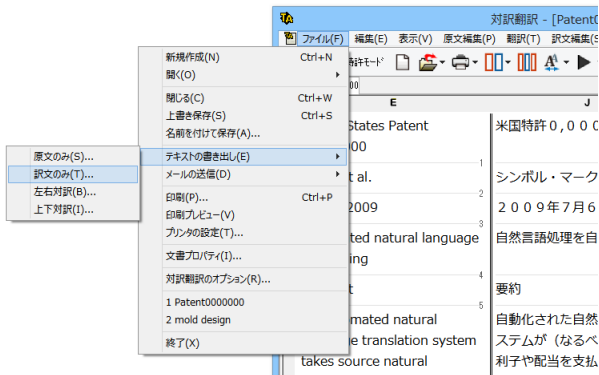 対訳翻訳 - [Patent0
ファイル(F) 編集(E) 表示(V) 原文編集(P) 翻訳(T) 訳文編集(S
特許モード
新規作成(N) Ctrl+N
開く(O)
閉じる(C) Ctrl+W
上書き保存(S) Ctrl+S
名前を付けて保存(A)...
テキストの書き出し(E)
メールの送信(D)
印刷(P)... Ctrl+P
印刷プレビュー(V)
プリンタの設定(T)...
文書プロパティ(I)...
対訳翻訳のオプション(R)...
1 Patent0000000
2 mold design
終了(X)
原文のみ(S)...
訳文のみ(T)...
左右対訳(B)...
上下対訳(I)...
00
E
J
States Patent
00
1
t al.
2
2009
3
ted natural language
ing
4
t
5
mated natural
e translation system
takes source natural
米国特許０,０００
シンボル・マーク
２００９年７月６
自然言語処理を自
要約
自動化された自然
ステムが（なるべ
利子や配当を支払